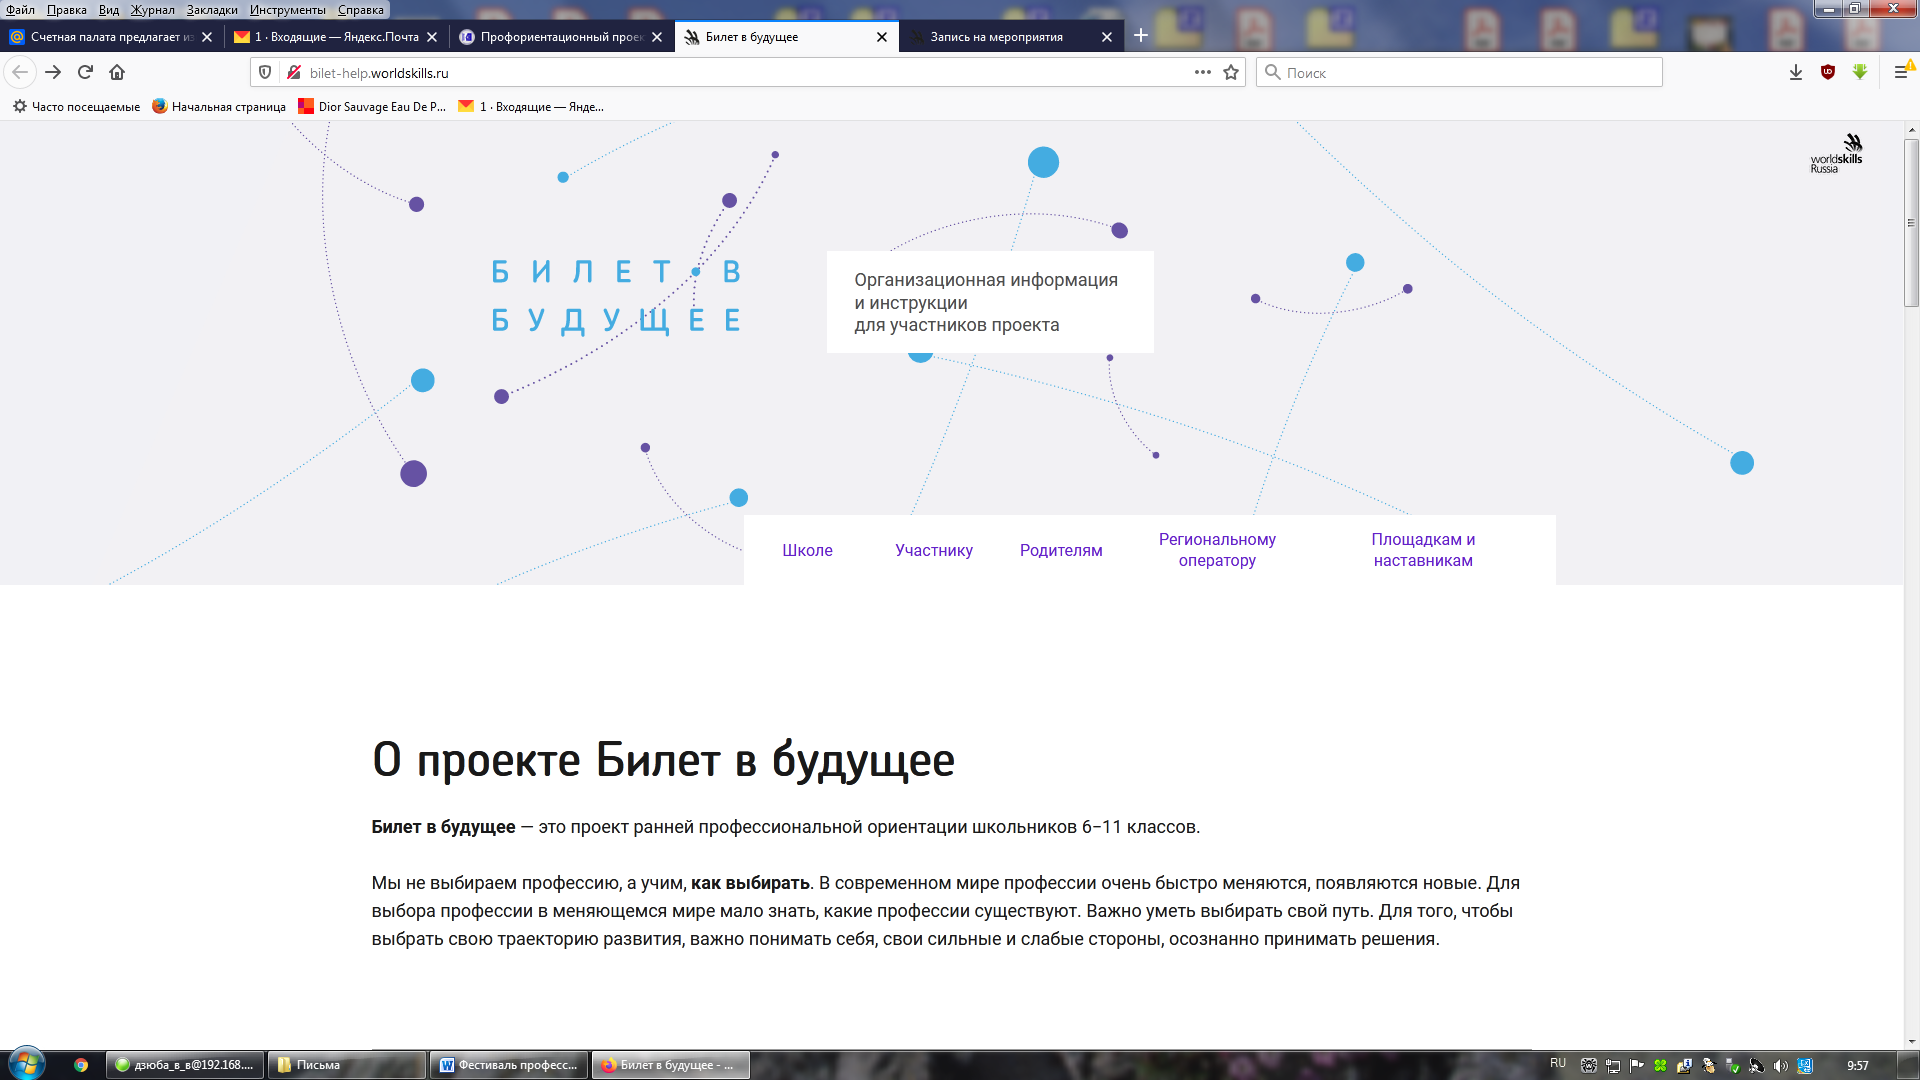 Файл Правка Вид Журнал Закладки Инструменты Справка
Счетная палата предлагает из
1 · Входящие — Яндекс.Почта
Профориентационный проек
Билет в будущее
Запись на мероприятия
bilet-help.worldskills.ru
Поиск
Часто посещаемые
Начальная страница
Dior Sauvage Eau De P...
1 · Входящие — Янде...
worldskills
Russia
БИЛЕТ В
БУДУЩЕЕ
Организационная информация
и инструкции
для участников проекта
Школе
Участнику
Родителям
Региональному
оператору
Площадкам и
наставникам
О проекте Билет в будущее
Билет в будущее — это проект ранней профессиональной ориентации школьников 6–11 классов.
Мы не выбираем профессию, а учим, как выбирать. В современном мире профессии очень быстро меняются, появляются новые. Для
выбора профессии в меняющемся мире мало знать, какие профессии существуют. Важно уметь выбирать свой путь. Для того, чтобы
выбрать свою траекторию развития, важно понимать себя, свои сильные и слабые стороны, осознанно принимать решения.
дзюба_в_в@192.168....
Письма
Фестиваль професс...
Билет в будущее - ...
RU
9:57